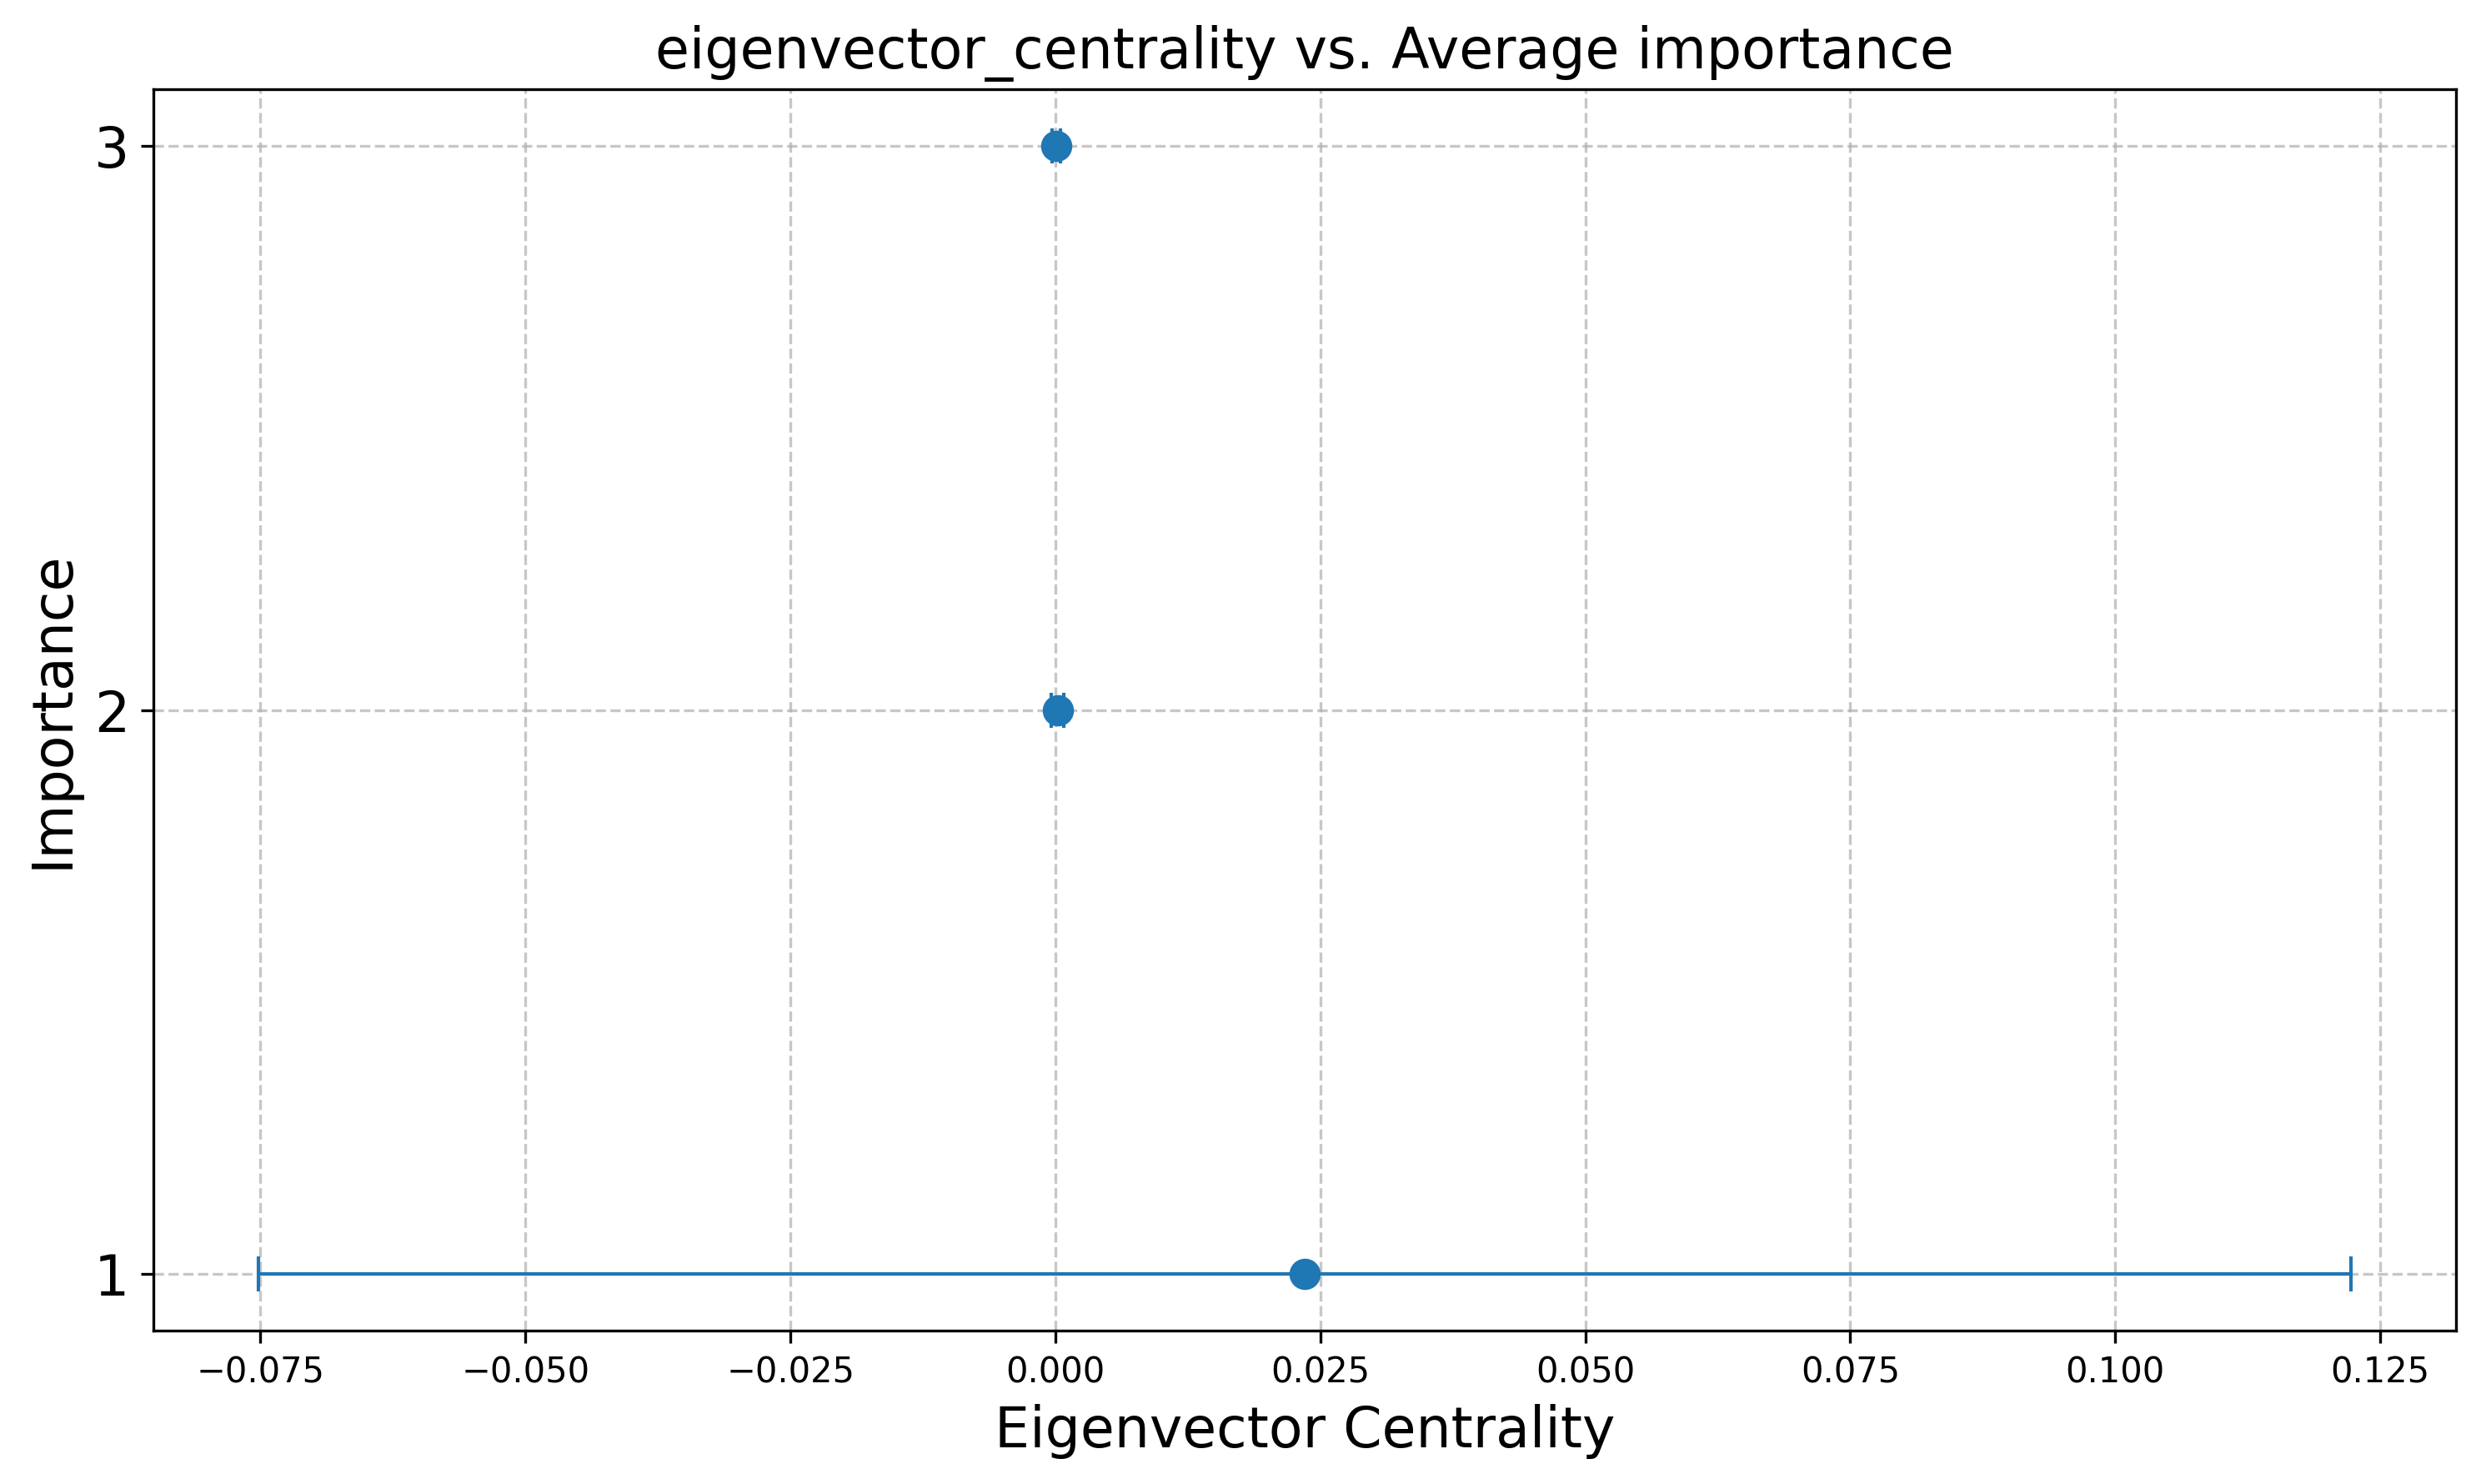 eigenvector_centrality vs. Average importance
3
2
1
Importance
−0.075 −0.050 −0.025 0.000 0.025 0.050 0.075 0.100 0.125
Eigenvector Centrality